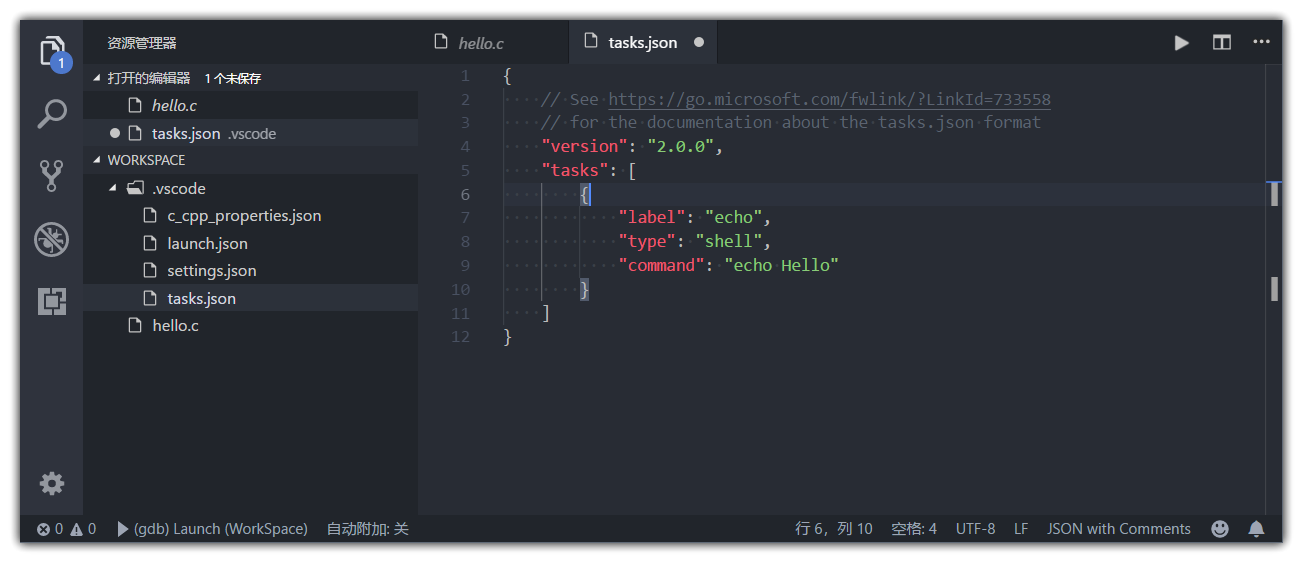 1
资源管理器
打开的编辑器 1 个未保存
hello.c
tasks.json .vscode
WORKSPACE
.vscode
c_cpp_properties.json
launch.json
settings.json
tasks.json
hello.c
hello.c tasks.json
1 {
2 // See https://go.microsoft.com/fwlink/?LinkId=733558
3 // for the documentation about the tasks.json format
4 "version": "2.0.0",
5 "tasks": [
6 {
7 "label": "echo",
8 "type": "shell",
9 "command": "echo Hello"
10 }
11 ]
12 }
0 0 (gdb) Launch (WorkSpace) 自动附加: 关 行 6，列 10 空格: 4 UTF-8 LF JSON with Comments